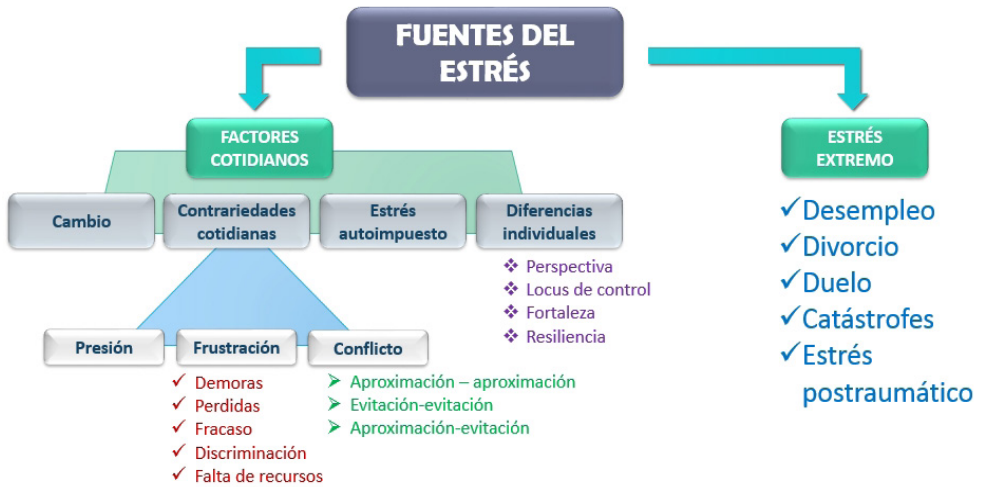 FUENTES DEL
ESTRÉS
FACTORES
COTIDIANOS
ESTRÉS
EXTREMO
Cambio
Contrariedades
cotidianas
Estrés
autoimpuesto
Diferencias
individuales
Perspectiva
Locus de control
Fortaleza
Resiliencia
Presión
Frustración
Conflicto
Demoras
Perdidas
Fracaso
Discriminación
Falta de recursos
Aproximación – aproximación
Evitación-evitación
Aproximación-evitación
Desempleo
Divorcio
Duelo
Catástrofes
Estrés
postraumático